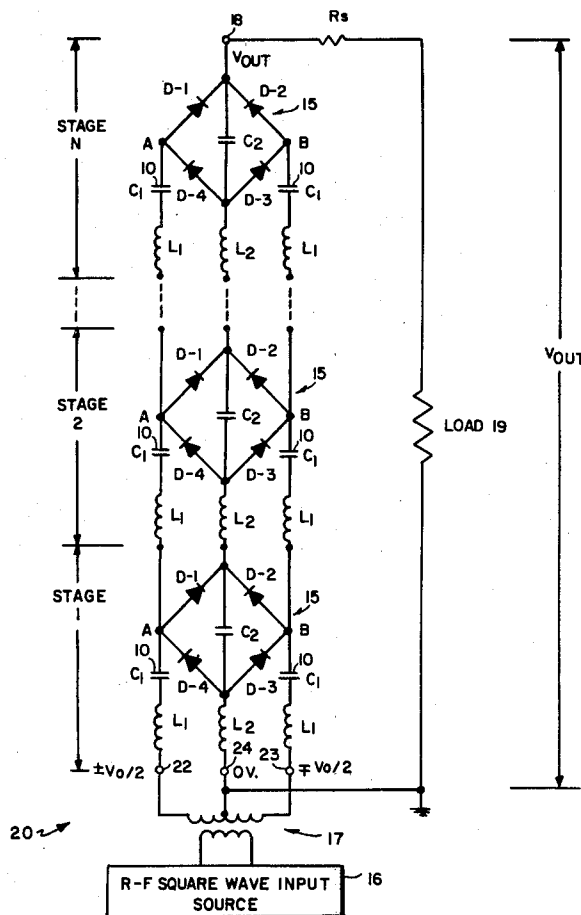 18
Rs
VOUT
D-1
D-2
15
STAGE
N
A
C2
B
10
10
C1
D-4
D-3
C1
L1
L2
L1
D-1
D-2
15
VOUT
STAGE
2
A
C2
B
LOAD 19
10
10
C1
D-4
D-3
C1
L1
L2
L1
D-1
D-2
15
STAGE
A
C2
B
10
10
C1
D-4
D-3
C1
L1
L2
L1
24
23
±Vo/2
22
0V.
∓Vo/2
20
17
R-F SQUARE WAVE INPUT
SOURCE
16